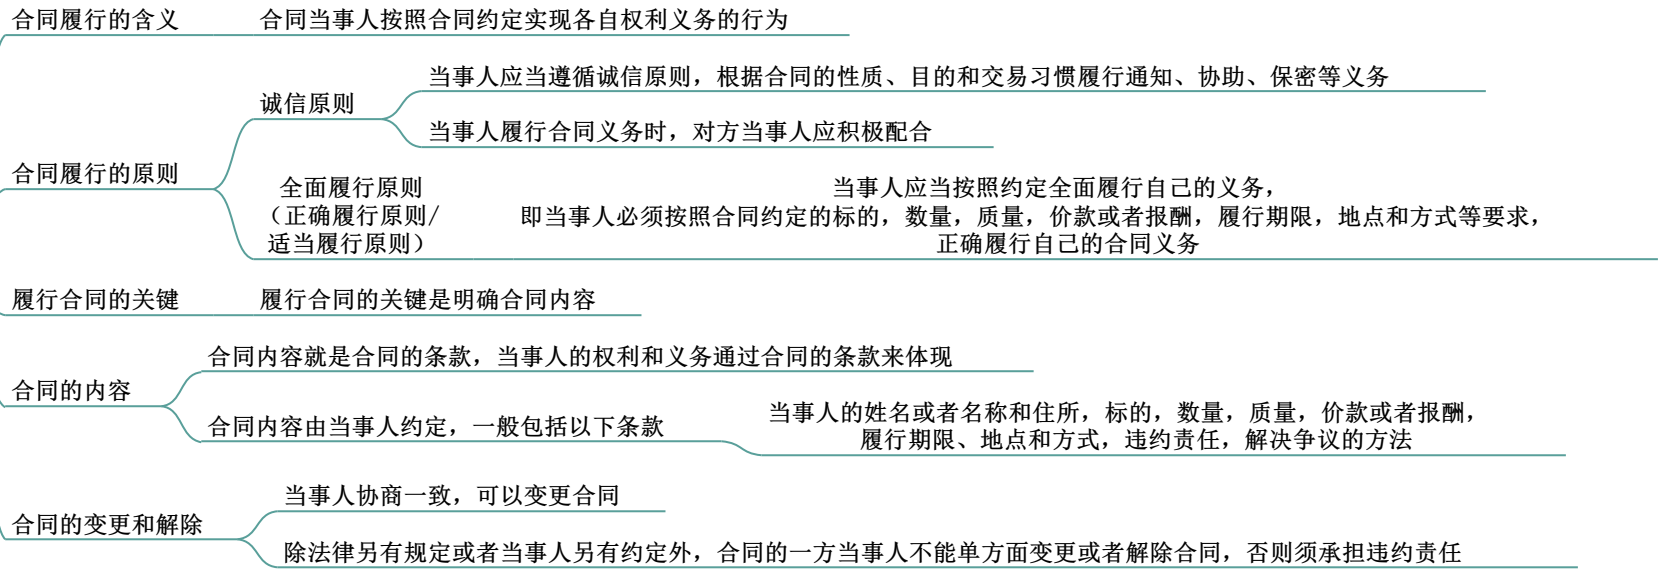 合同履行的含义
合同当事人按照合同约定实现各自权利义务的行为
合同履行的原则
诚信原则
当事人应当遵循诚信原则，根据合同的性质、目的和交易习惯履行通知、协助、保密等义务
当事人履行合同义务时，对方当事人应积极配合
全面履行原则
（正确履行原则/
适当履行原则）
当事人应当按照约定全面履行自己的义务，
即当事人必须按照合同约定的标的，数量，质量，价款或者报酬，履行期限，地点和方式等要求，
正确履行自己的合同义务
履行合同的关键
履行合同的关键是明确合同内容
合同的内容
合同内容就是合同的条款，当事人的权利和义务通过合同的条款来体现
合同内容由当事人约定，一般包括以下条款
当事人的姓名或者名称和住所，标的，数量，质量，价款或者报酬，
履行期限、地点和方式，违约责任，解决争议的方法
合同的变更和解除
当事人协商一致，可以变更合同
除法律另有规定或者当事人另有约定外，合同的一方当事人不能单方面变更或者解除合同，否则须承担违约责任